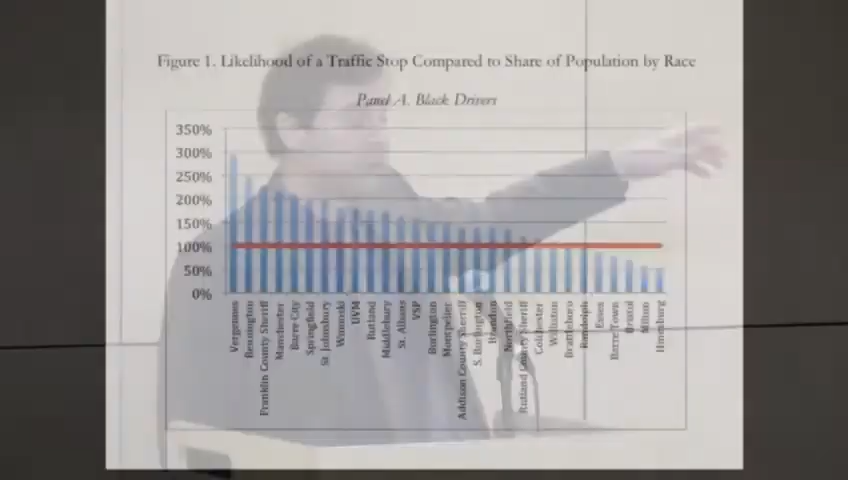 Figure 1. Likelihood of a Traffic Stop Compared to Share of Population by Race
Panel A. Black Drivers
350%
300%
250%
200%
150%
100%
50%
0%
Vergennes
Bennington
Franklin County Sheriff
Manchester
Barre City
Springfield
St Johnsbury
Winooski
UVM
Rutland
Middlebury
St. Albans
VSP
Burlington
Montpelier
Addison County Sherriff
S. Burlington
Brandon
Northfield
Rutland County Sheriff
Colchester
Williston
Brattleboro
Randolph
Essex
Barre Town
Bristol
Milton
Hinesburg